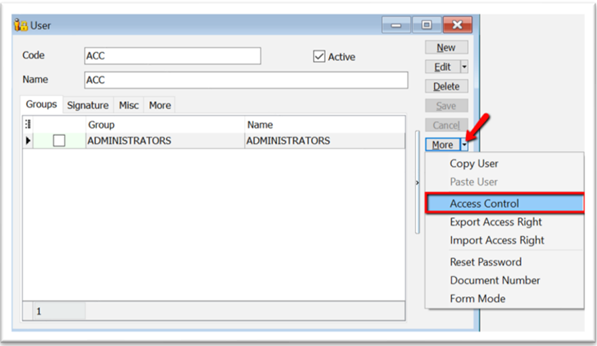 User
Code ACC Active
Name ACC
Groups Signature Misc More
Group Name
ADMINISTRATORS ADMINISTRATORS
1
New
Edit
Delete
Save
Cancel
More
Copy User
Paste User
Access Control
Export Access Right
Import Access Right
Reset Password
Document Number
Form Mode